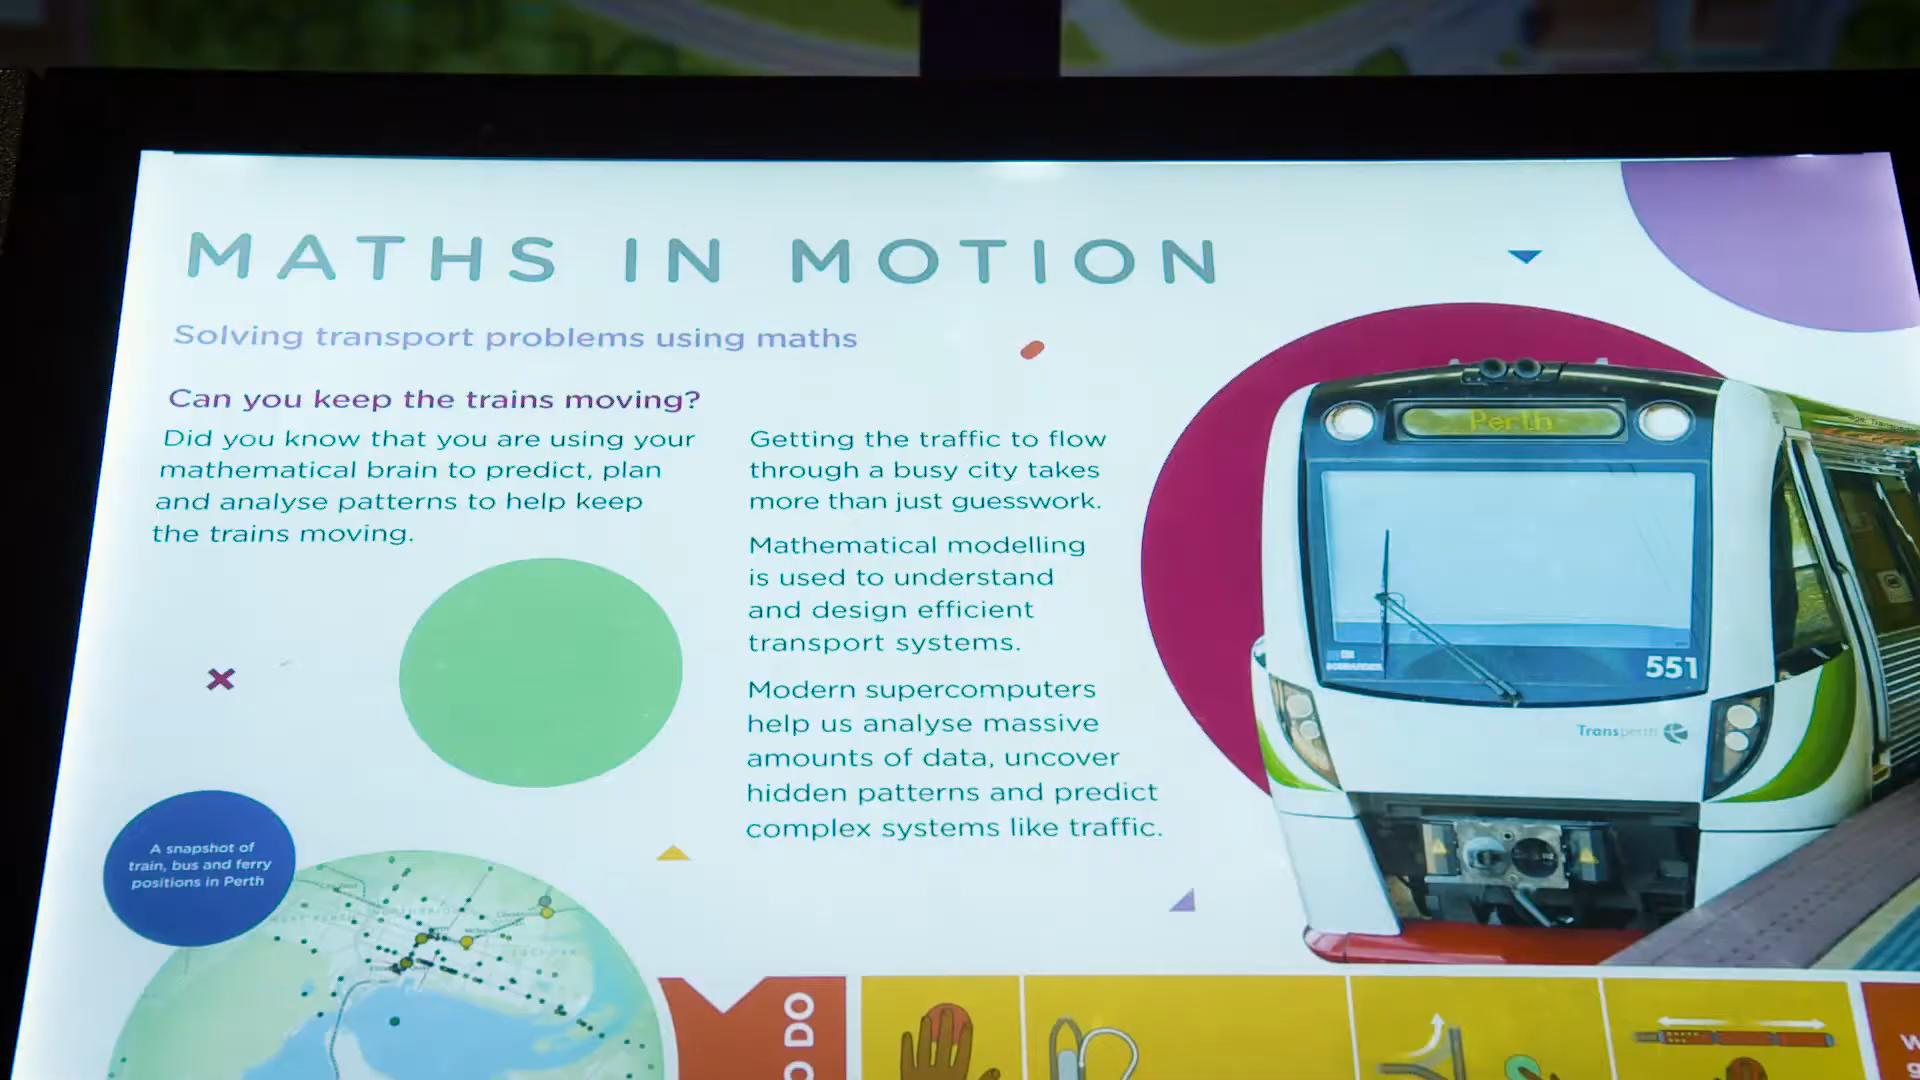 MATHS IN MOTION
Solving transport problems using maths
Can you keep the trains moving?
Did you know that you are using your
mathematical brain to predict, plan
and analyse patterns to help keep
the trains moving.
Getting the traffic to flow
through a busy city takes
more than just guesswork.
Mathematical modelling
is used to understand
and design efficient
transport systems.
Modern supercomputers
help us analyse massive
amounts of data, uncover
hidden patterns and predict
complex systems like traffic.
Perth
551
Transperth
A snapshot of
train, bus and ferry
positions in Perth
DO